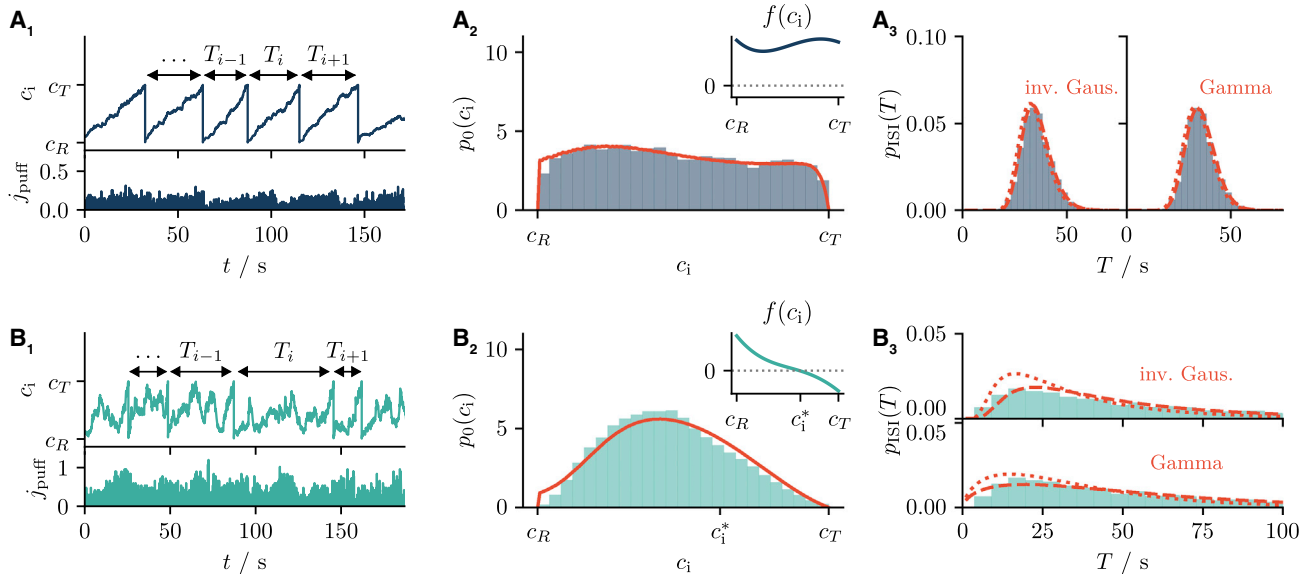 A₁
… T_{i−1} T_i T_{i+1}
c_i
c_T
c_R
j_puff
0.5
0.0
0 50 100 150
t / s
A₂
f(c_i)
10
0
c_R c_T
p_0(c_i)
5
0
c_R c_T
c_i
A₃
0.10
inv. Gaus. Gamma
p_ISI(T)
0.05
0.00
0 50 0 50
T / s
B₁
… T_{i−1} T_i T_{i+1}
c_i
c_T
c_R
j_puff
1
0
0 50 100 150
t / s
B₂
f(c_i)
10
0
c_R c_i^* c_T
p_0(c_i)
5
0
c_R c_i^* c_T
c_i
B₃
0.05
inv. Gaus.
p_ISI(T)
0.00
0.05
Gamma
0.00
0 25 50 75 100
T / s